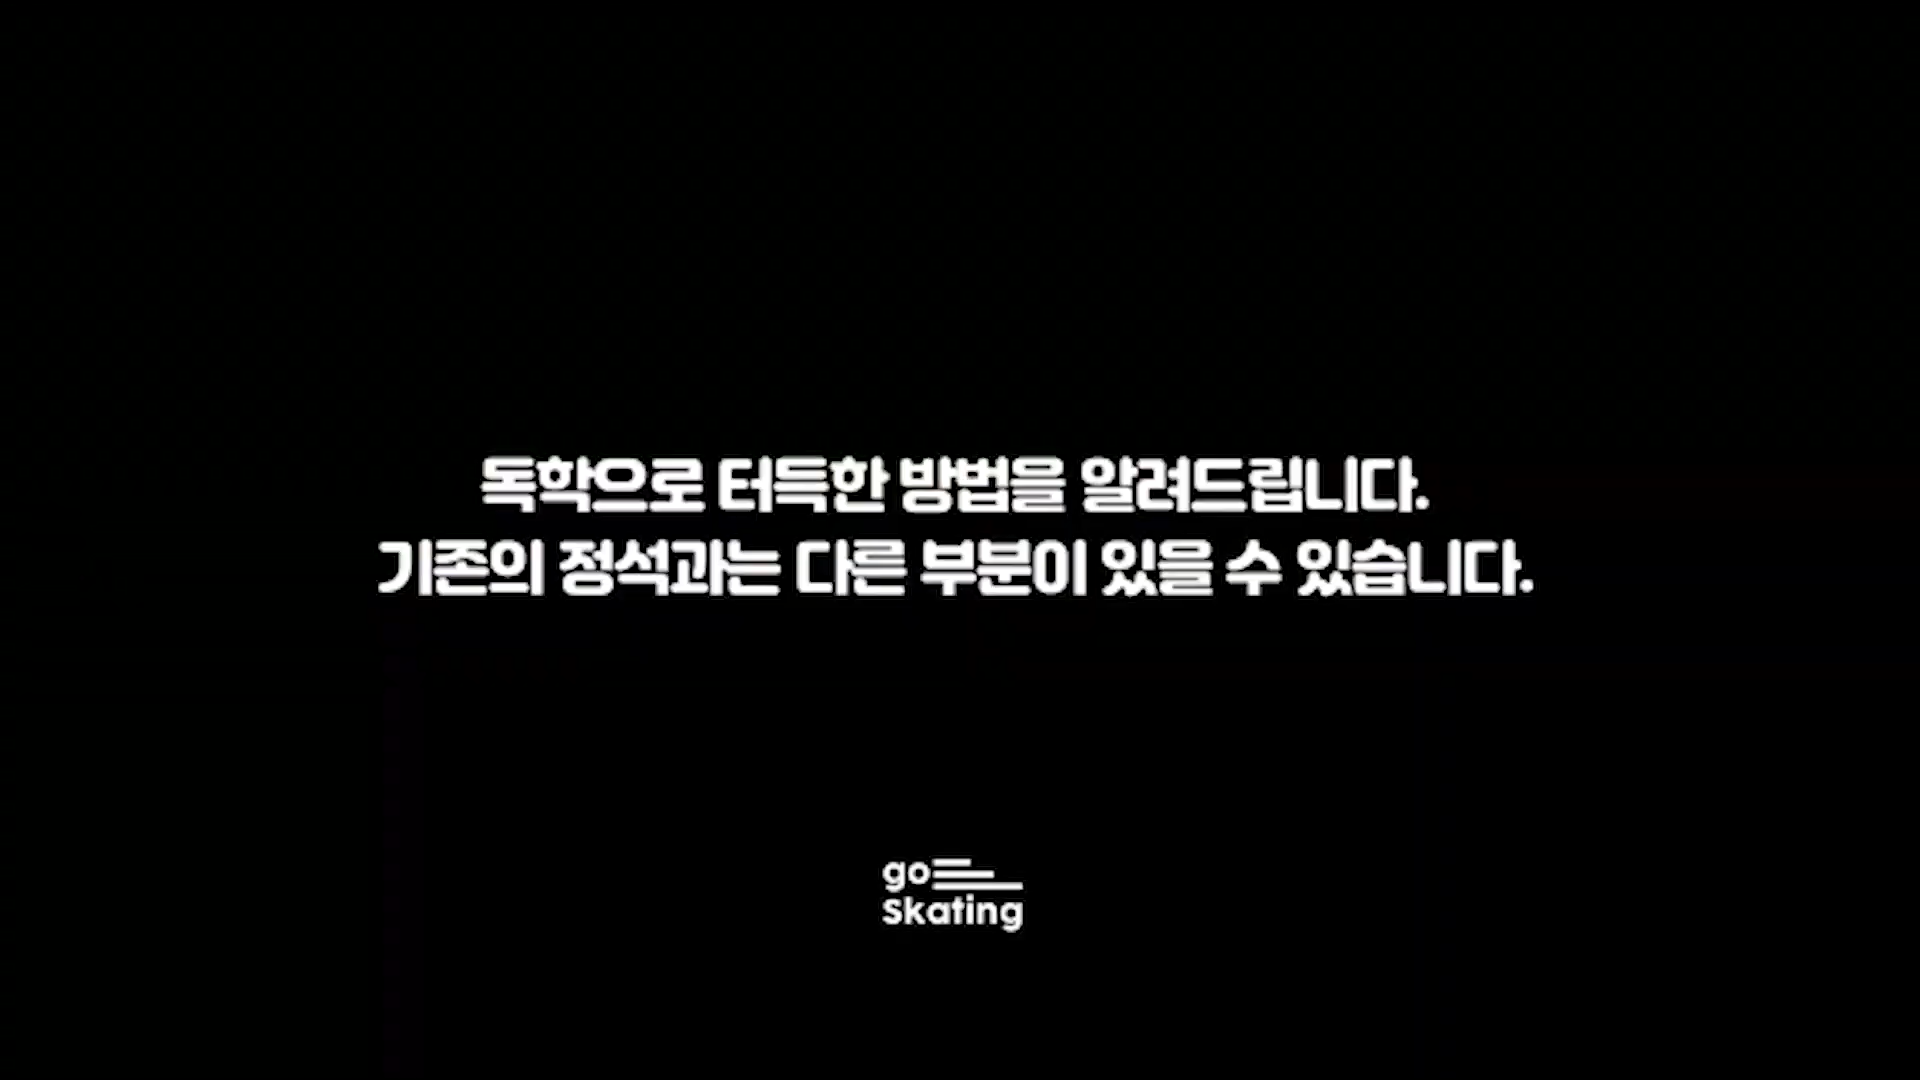 독학으로 터득한 방법을 알려드립니다.
기존의 정석과는 다른 부분이 있을 수 있습니다.
go
Skating